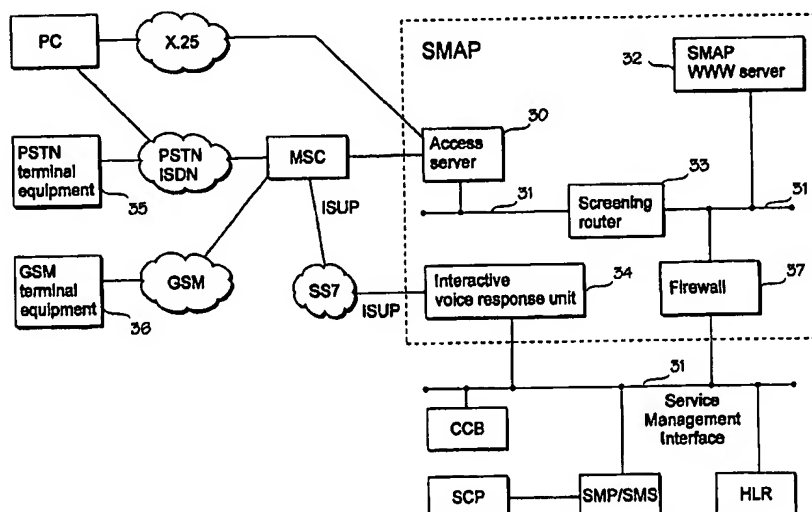 PC
X.25
SMAP
32
SMAP
WWW server
30
Access
server
33
PSTN
terminal
equipment
35
PSTN
ISDN
MSC
31
Screening
router
31
ISUP
GSM
terminal
equipment
36
GSM
SS7
ISUP
Interactive
voice response unit
34
Firewall
37
31
CCB
Service
Management
Interface
SCP
SMP/SMS
HLR